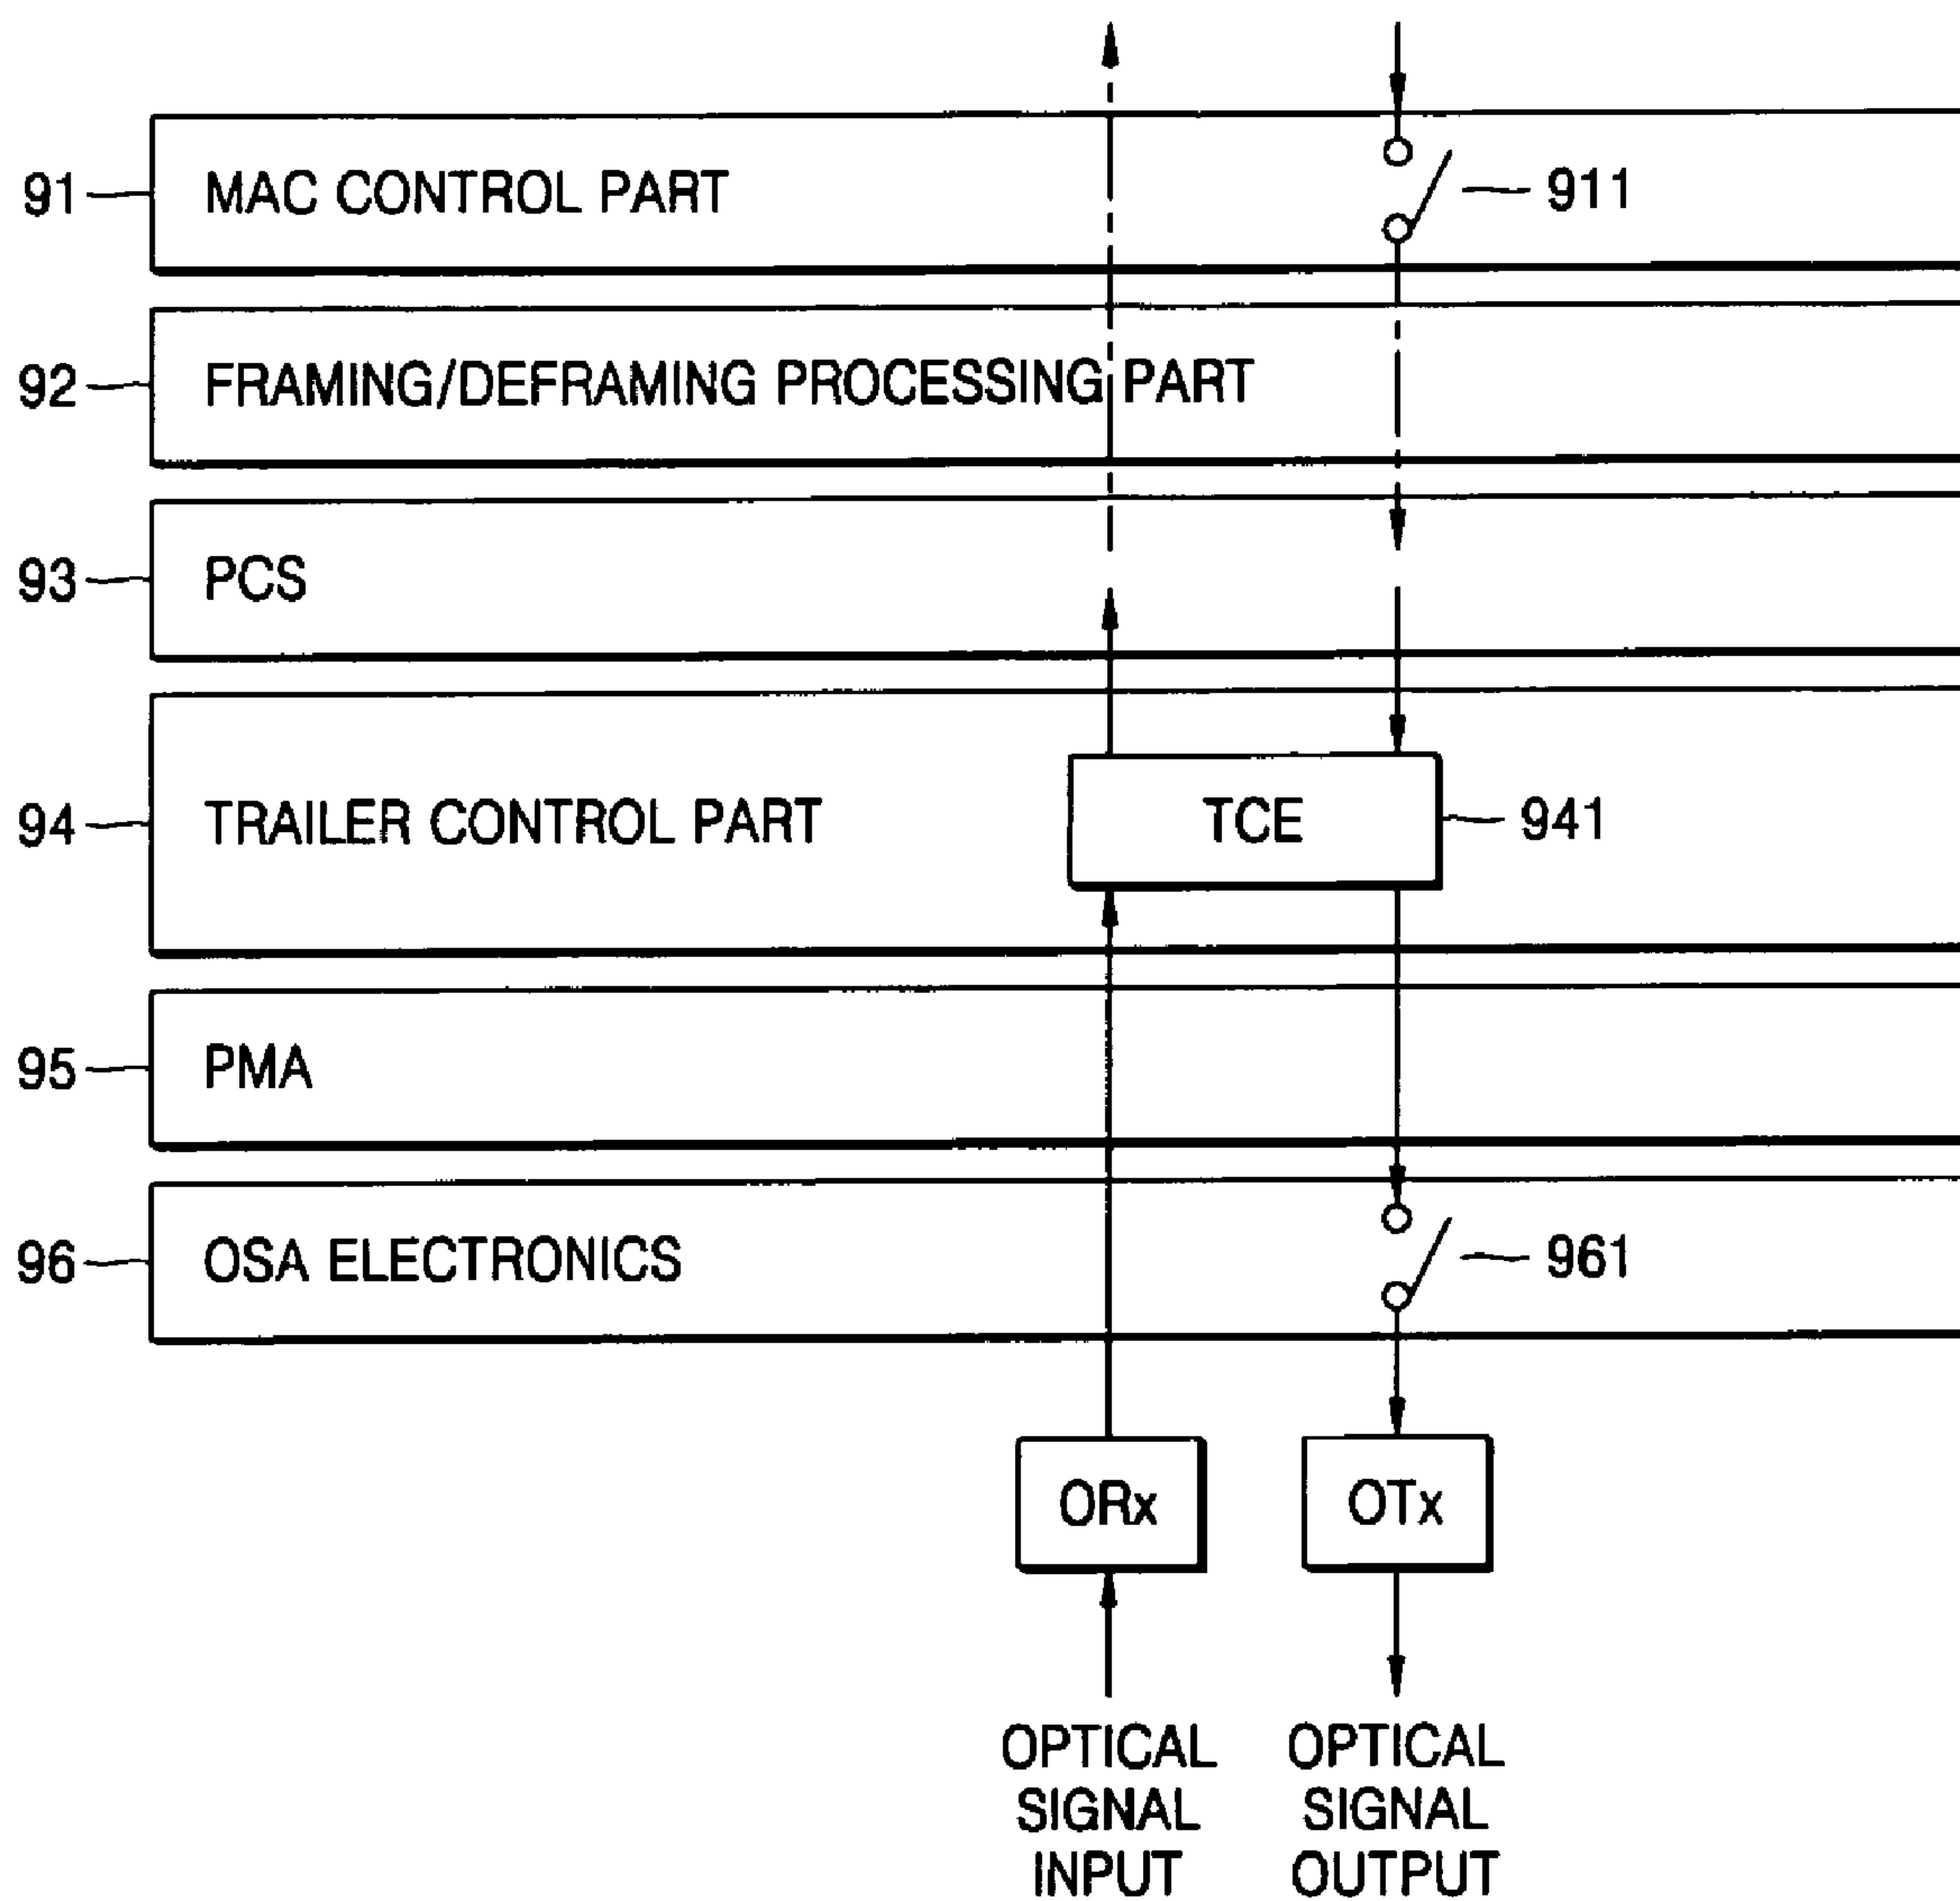 91 MAC CONTROL PART 911
92 FRAMING/DEFRAMING PROCESSING PART
93 PCS
94 TRAILER CONTROL PART TCE 941
95 PMA
96 OSA ELECTRONICS 961
ORx OTx
OPTICAL SIGNAL INPUT
OPTICAL SIGNAL OUTPUT